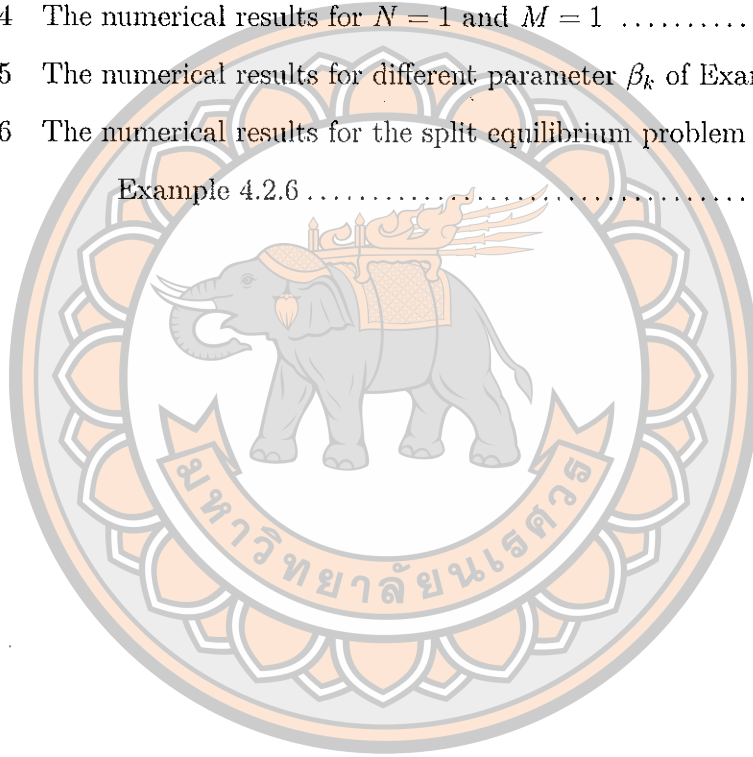 4 The numerical results for N = 1 and M = 1 ..........
5 The numerical results for different parameter βₖ of Exa
6 The numerical results for the split equilibrium problem
Example 4.2.6 .................................
มหาวิทยาลัยนเรศวร